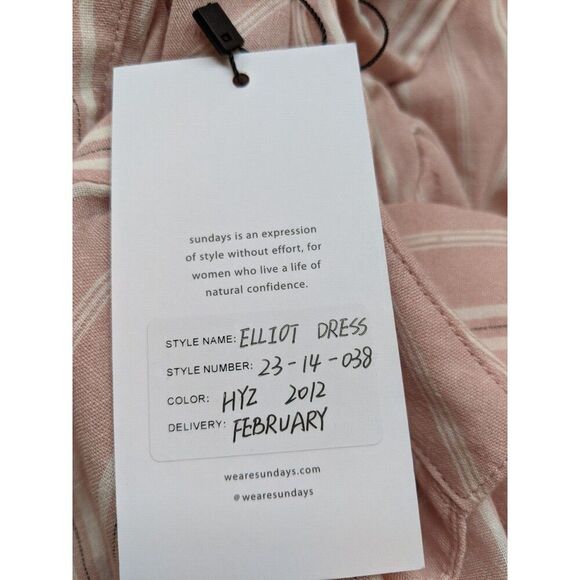 sundays is an expression
of style without effort, for
women who live a life of
natural confidence.
STYLE NAME: ELLIOT DRESS
STYLE NUMBER: 23-14-038
COLOR: HYZ 2012
DELIVERY: FEBRUARY
wearesundays.com
@wearesundays